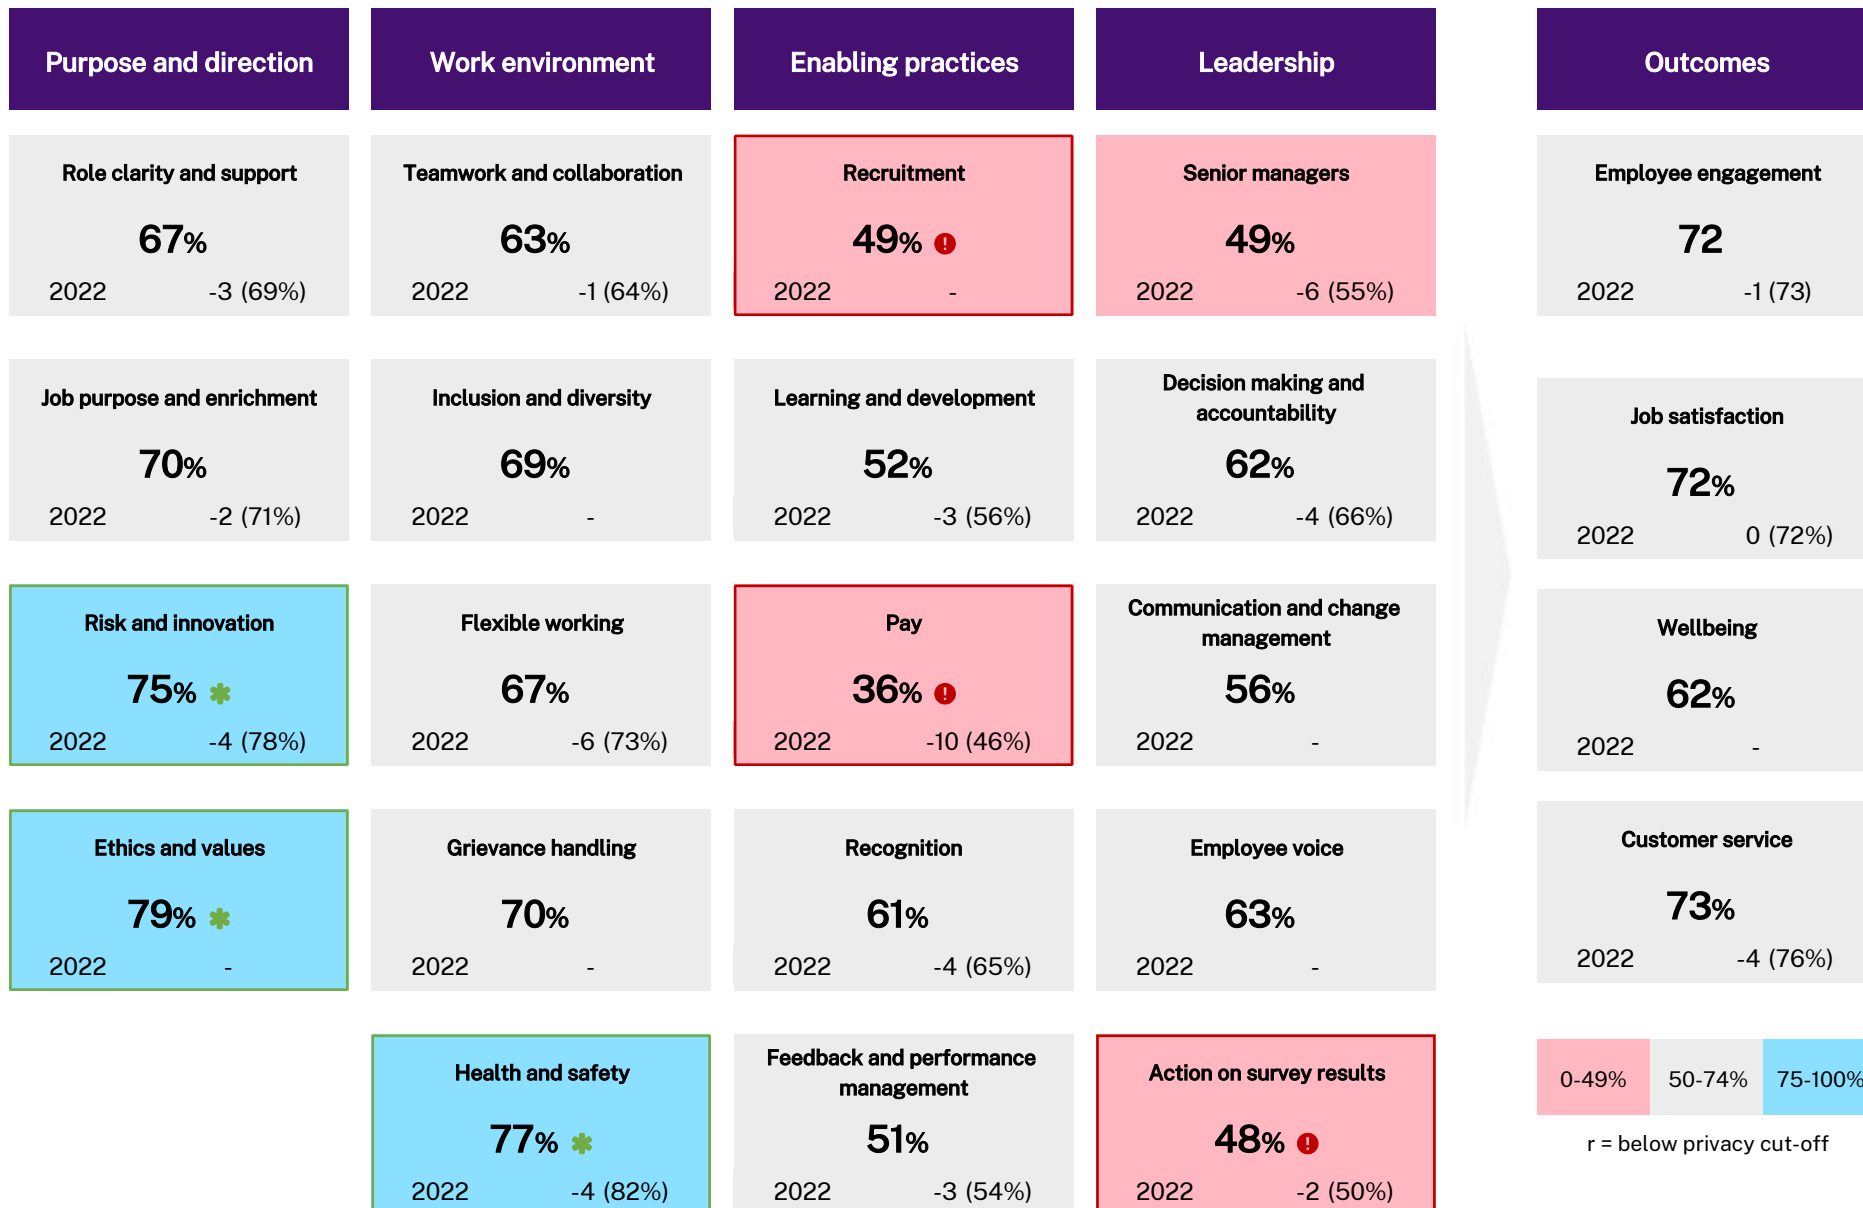 Purpose and direction
Role clarity and support
67%
2022 -3 (69%)
Job purpose and enrichment
70%
2022 -2 (71%)
Risk and innovation
75%
2022 -4 (78%)
Ethics and values
79%
2022 -
Work environment
Teamwork and collaboration
63%
2022 -1 (64%)
Inclusion and diversity
69%
2022 -
Flexible working
67%
2022 -6 (73%)
Grievance handling
70%
2022 -
Health and safety
77%
2022 -4 (82%)
Enabling practices
Recruitment
49% !
2022 -
Learning and development
52%
2022 -3 (56%)
Pay
36% !
2022 -10 (46%)
Recognition
61%
2022 -4 (65%)
Feedback and performance
management
51%
2022 -3 (54%)
Leadership
Senior managers
49%
2022 -6 (55%)
Decision making and
accountability
62%
2022 -4 (66%)
Communication and change
management
56%
2022 -
Employee voice
63%
2022 -
Action on survey results
48% !
2022 -2 (50%)
Outcomes
Employee engagement
72
2022 -1 (73)
Job satisfaction
72%
2022 0 (72%)
Wellbeing
62%
2022 -
Customer service
73%
2022 -4 (76%)
0-49% 50-74% 75-100%
r = below privacy cut-off